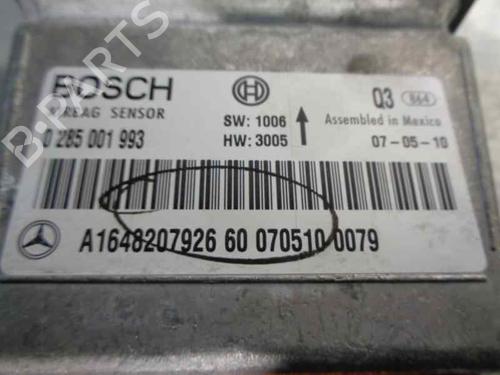 BOSCH
SENSOR
0 285 001 993
SW: 1006
HW: 3005
Q3 864
Assembled in Mexico
07-05-10
A1648207926 60 070510 0079
B-PARTS